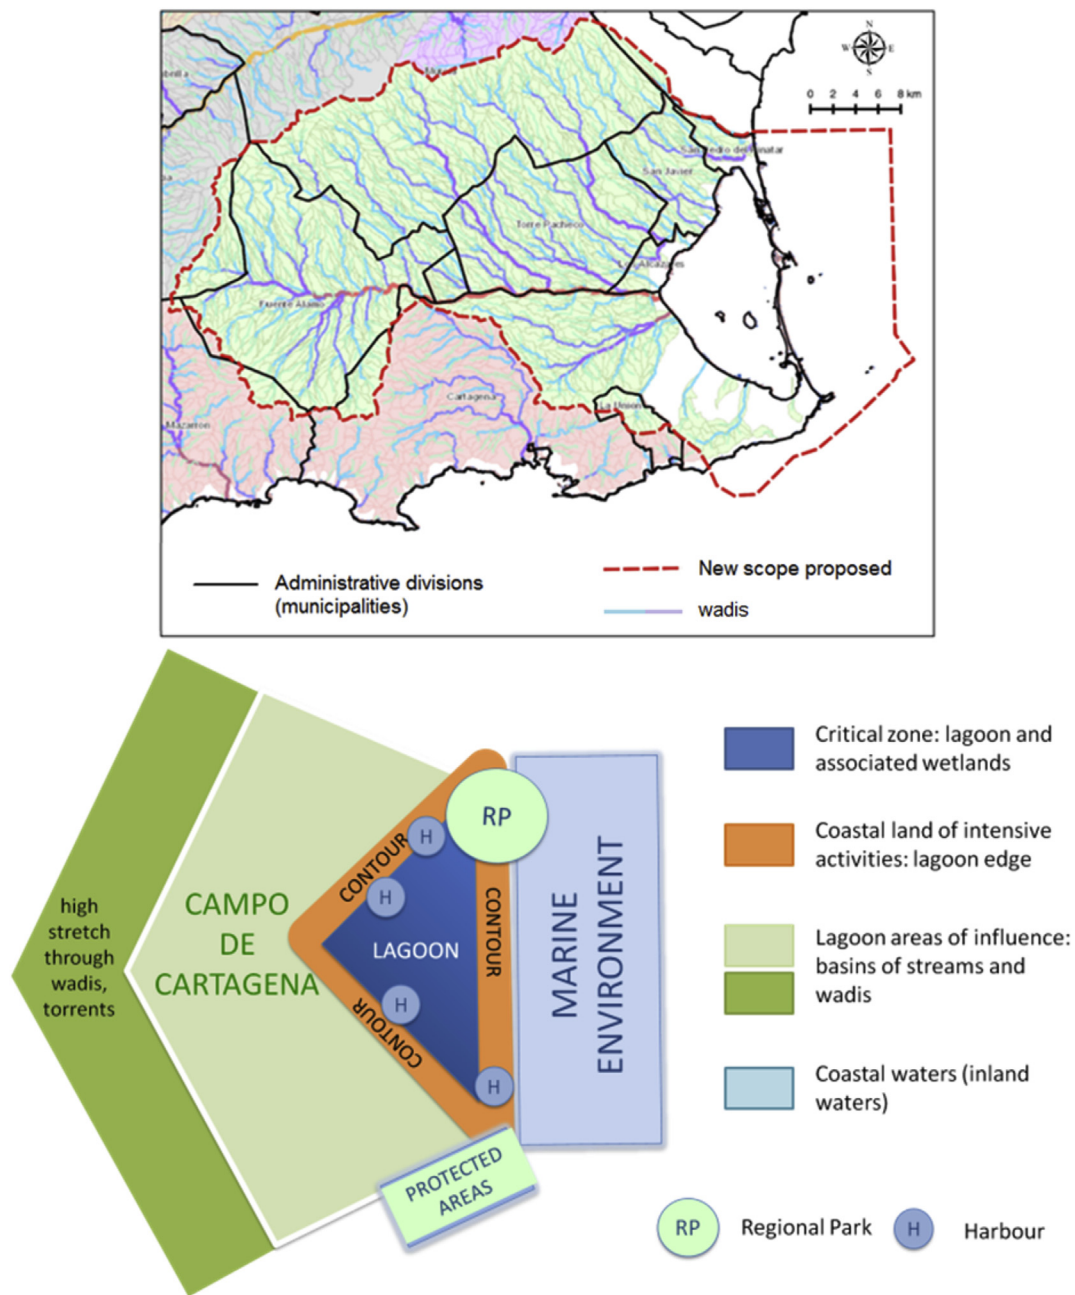 N
W E
S
0 2 4 6 8 km
Murcia
San Pedro del Pinatar
San Javier
Torre Pacheco
Los Alcázares
Fuente Álamo
Cartagena
La Unión
Mazarrón
Administrative divisions
(municipalities)
New scope proposed
wadis
high
stretch
through
wadis,
torrents
CAMPO
DE
CARTAGENA
CONTOUR
CONTOUR
CONTOUR
LAGOON
H
H
H
H
RP
MARINE
ENVIRONMENT
PROTECTED
AREAS
Critical zone: lagoon and
associated wetlands
Coastal land of intensive
activities: lagoon edge
Lagoon areas of influence:
basins of streams and
wadis
Coastal waters (inland
waters)
RP
Regional Park
H
Harbour